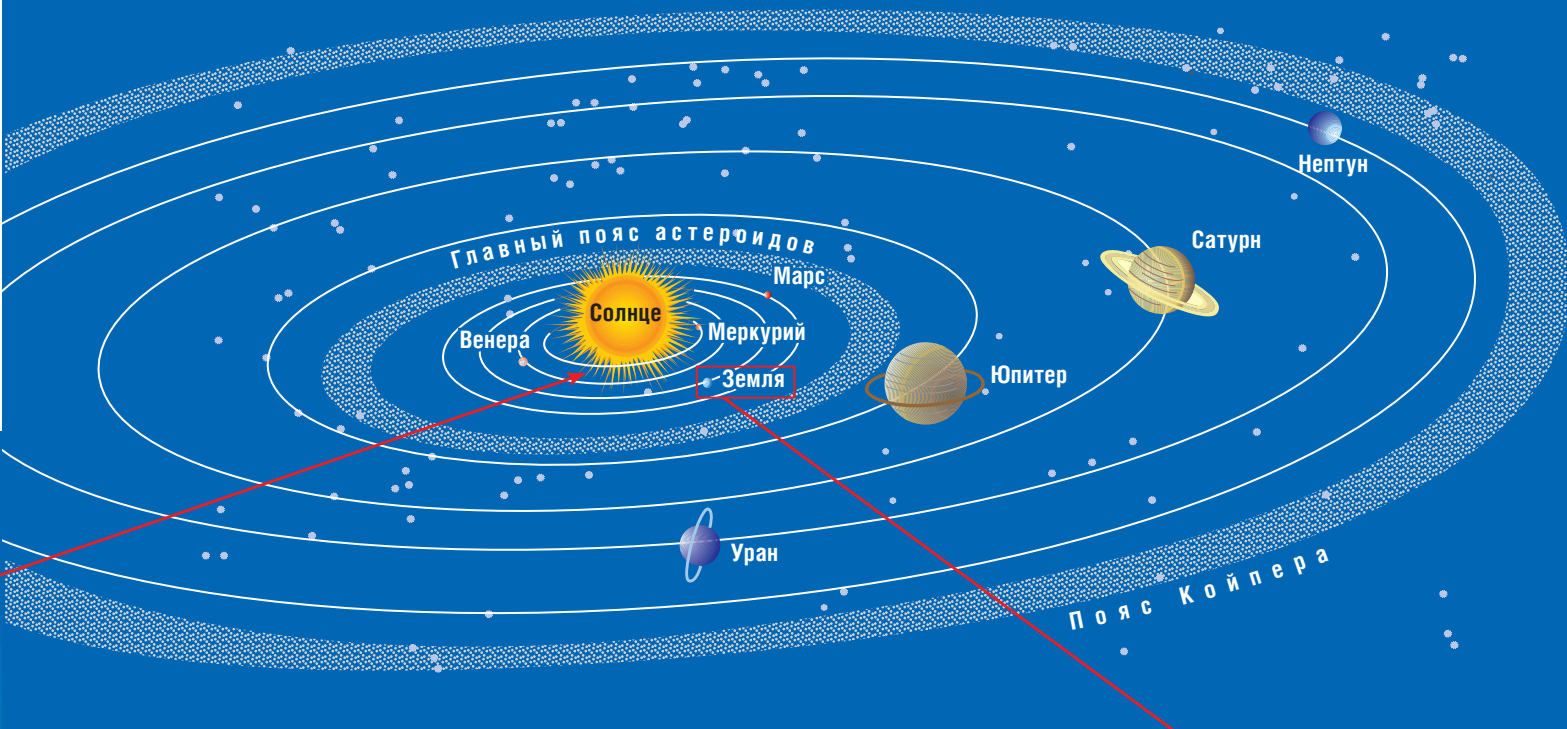 Нептун
Сатурн
Главный пояс астероидов
Марс
Солнце
Меркурий
Венера
Земля
Юпитер
Уран
Пояс Койпера